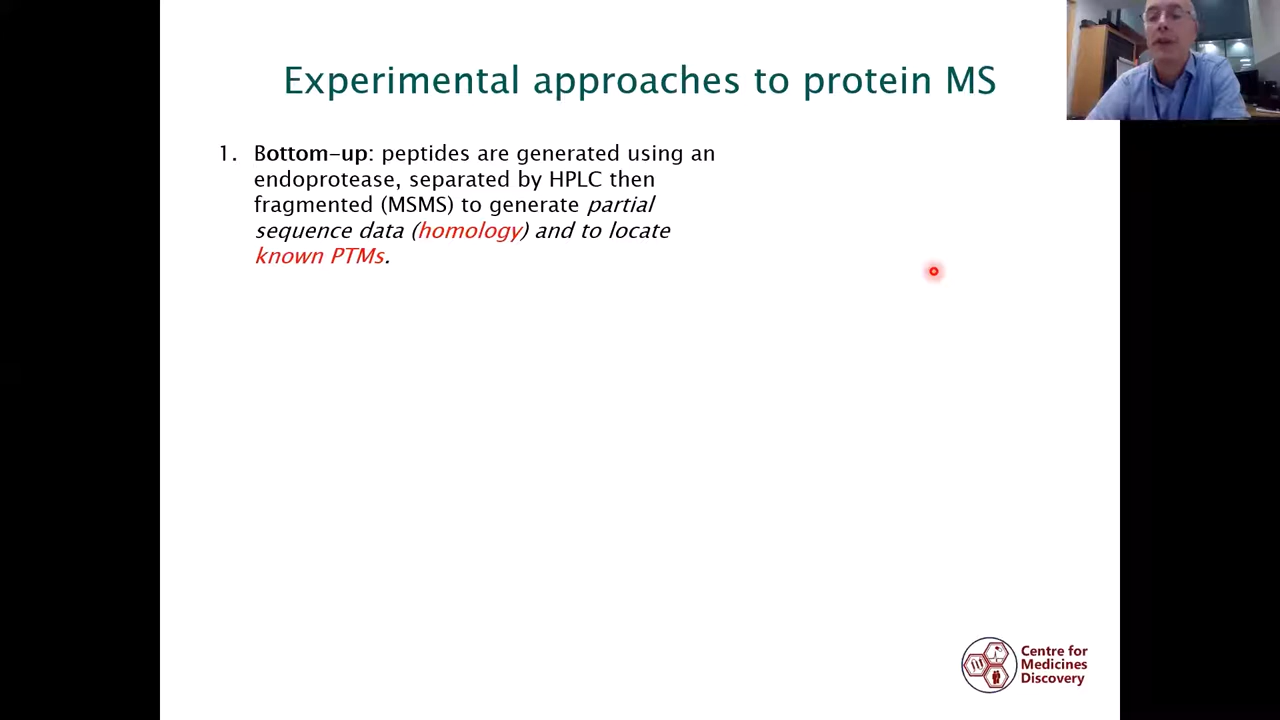 Experimental approaches to protein MS
1. Bottom-up: peptides are generated using an
endoprotease, separated by HPLC then
fragmented (MSMS) to generate partial
sequence data (homology) and to locate
known PTMs.
Centre for
Medicines
Discovery